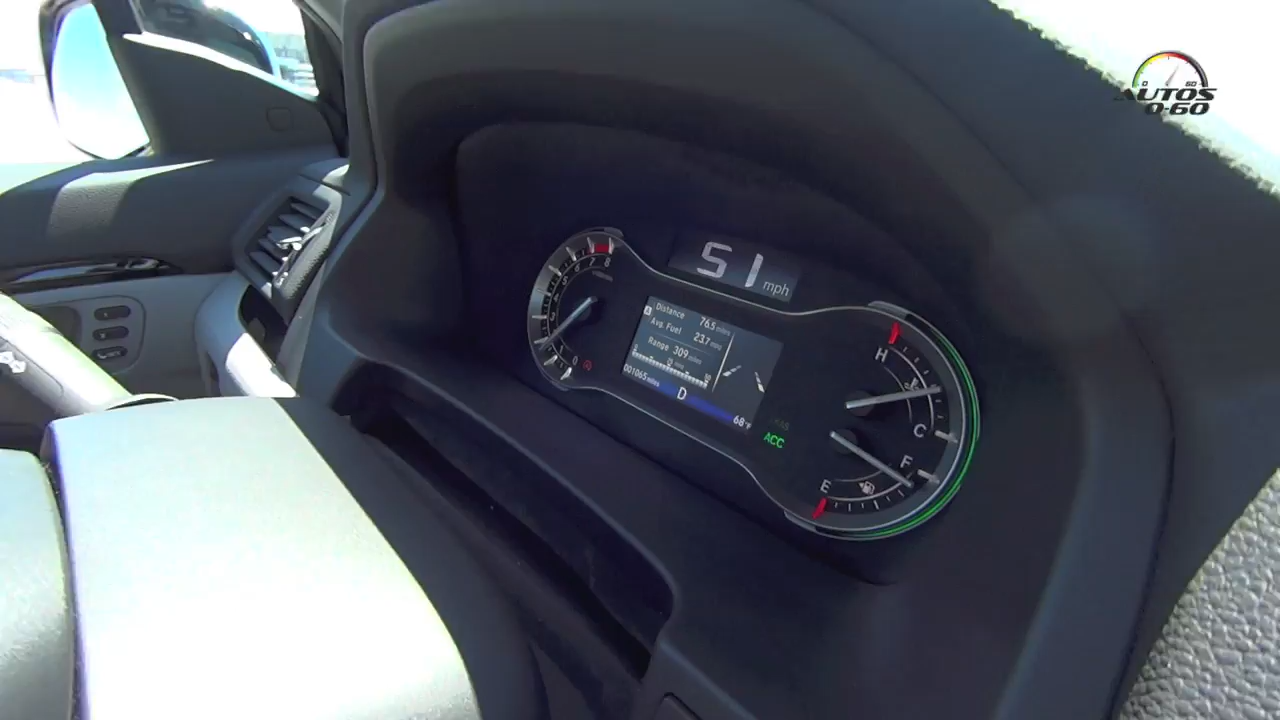 AUTOS
0-60
51 mph
Distance
76.5 miles
Avg. Fuel
23.7 mpg
Range 309 miles
001065 miles
D
68°F
ACC
H
C
F
E